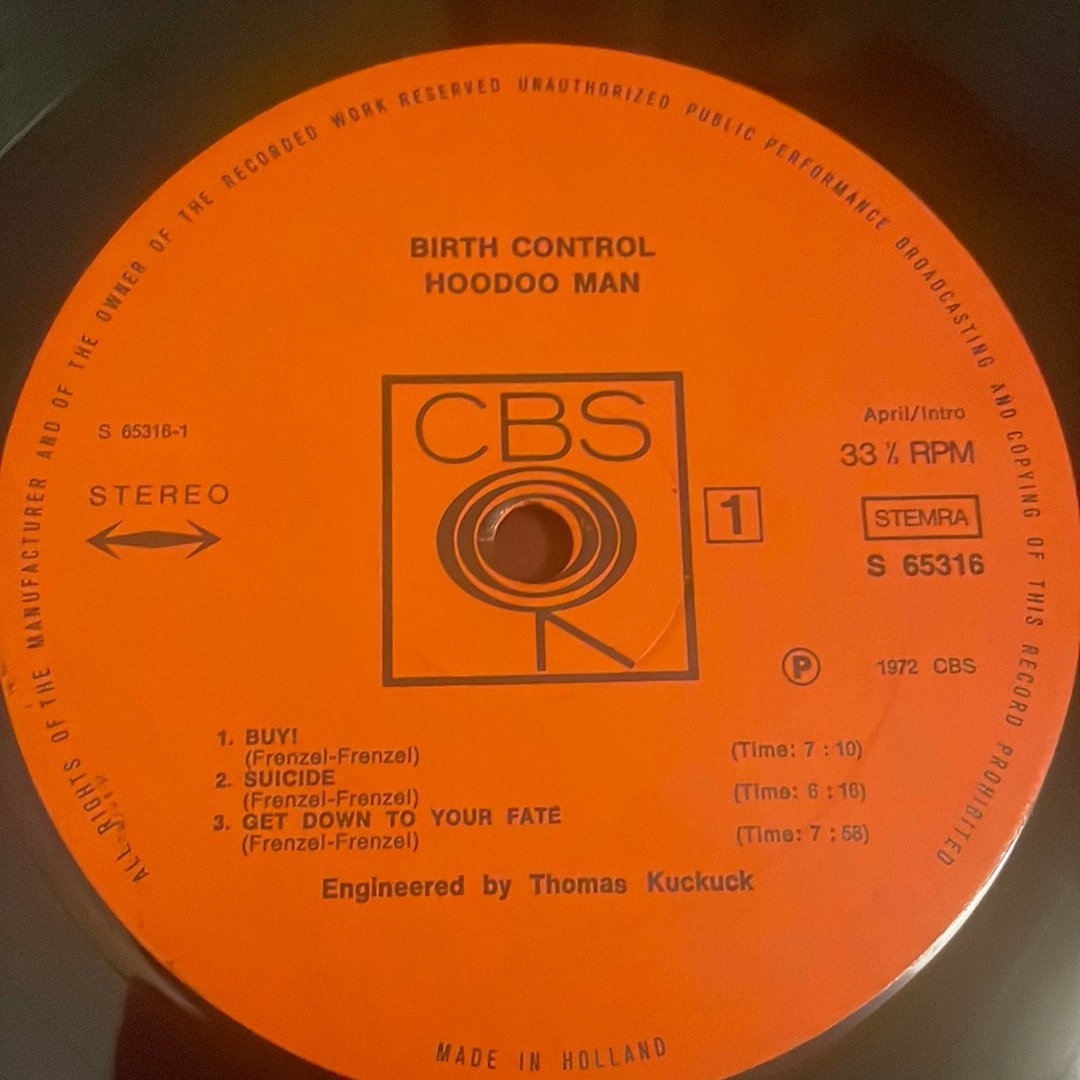 ALL RIGHTS OF THE MANUFACTURER AND OF THE OWNER OF THE RECORDED WORK RESERVED UNAUTHORIZED PUBLIC PERFORMANCE BROADCASTING AND COPYING OF THIS RECORD PROHIBITED
BIRTH CONTROL
HOODOO MAN
CBS
S 65316-1
STEREO
1
April/Intro
33 ⅓ RPM
STEMRA
S 65316
Ⓟ 1972 CBS
1. BUY! (Time: 7 : 10)
(Frenzel-Frenzel)
2. SUICIDE (Time: 6 : 16)
(Frenzel-Frenzel)
3. GET DOWN TO YOUR FATE (Time: 7 : 58)
(Frenzel-Frenzel)
Engineered by Thomas Kuckuck
MADE IN HOLLAND